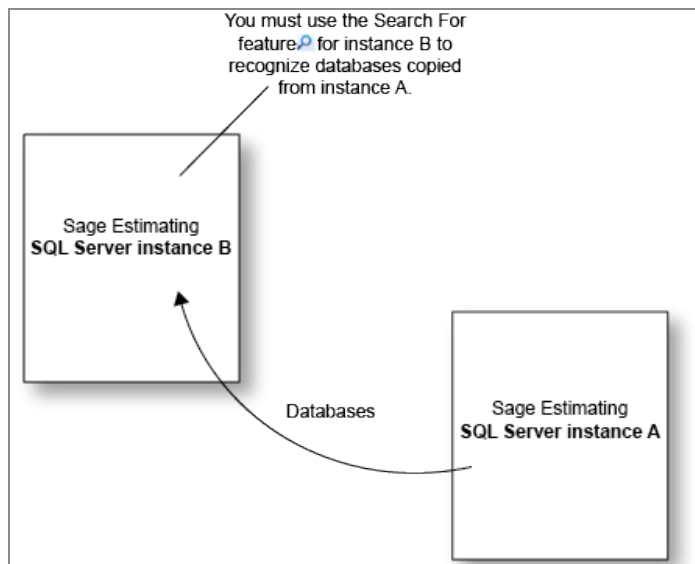 You must use the Search For
feature for instance B to
recognize databases copied
from instance A.
Sage Estimating
SQL Server instance B
Databases
Sage Estimating
SQL Server instance A